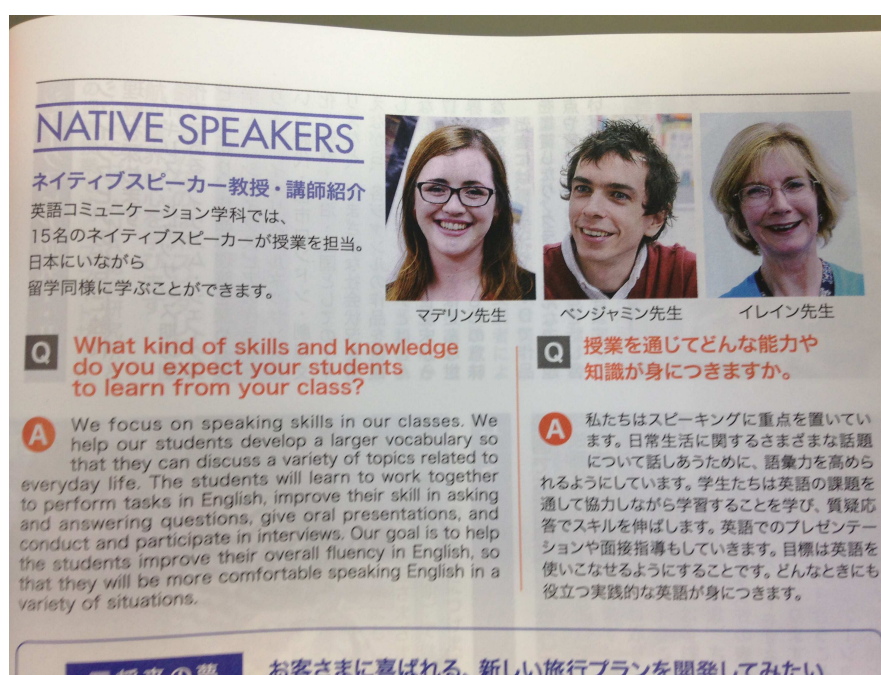 NATIVE SPEAKERS
ネイティブスピーカー教授・講師紹介
英語コミュニケーション学科では、
15名のネイティブスピーカーが授業を担当。
日本にいながら
留学同様に学ぶことができます。
マデリン先生
ベンジャミン先生
イレイン先生
Q What kind of skills and knowledge
do you expect your students
to learn from your class?
A We focus on speaking skills in our classes. We
help our students develop a larger vocabulary so
that they can discuss a variety of topics related to
everyday life. The students will learn to work together
to perform tasks in English, improve their skill in asking
and answering questions, give oral presentations, and
conduct and participate in interviews. Our goal is to help
the students improve their overall fluency in English, so
that they will be more comfortable speaking English in a
variety of situations.
Q 授業を通じてどんな能力や
知識が身につきますか。
A 私たちはスピーキングに重点を置いてい
ます。日常生活に関するさまざまな話題
について話しあうために、語彙力を高めら
れるようにしています。学生たちは英語の課題を
通して協力しながら学習することを学び、質疑応
答でスキルを伸ばします。英語でのプレゼンテー
ションや面接指導もしていきます。目標は英語を
使いこなせるようにすることです。どんなときにも
役立つ実践的な英語が身につきます。
将来の夢
お客さまに喜ばれる、新しい旅行プランを開発してみたい